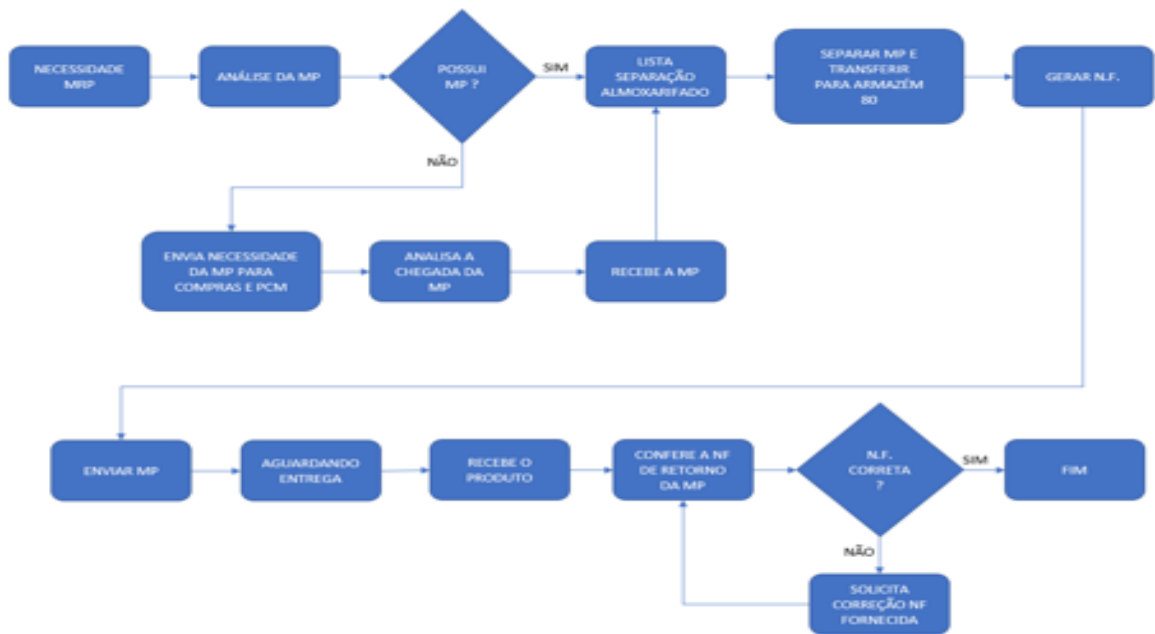 NECESSIDADE
MRP
ANÁLISE DA MP
POSSUI
MP ?
SIM
LISTA
SEPARAÇÃO
ALMOXARIFADO
SEPARAR MP E
TRANSFERIR
PARA ARMAZÉM
80
GERAR N.F.
NÃO
ENVIA NECESSIDADE
DA MP PARA
COMPRAS E PCM
ANALISA A
CHEGADA DA
MP
RECEBE A MP
ENVIAR MP
AGUARDANDO
ENTREGA
RECEBE O
PRODUTO
CONFERE A NF
DE RETORNO
DA MP
N.F.
CORRETA
?
SIM
FIM
NÃO
SOLICITA
CORREÇÃO NF
FORNECIDA